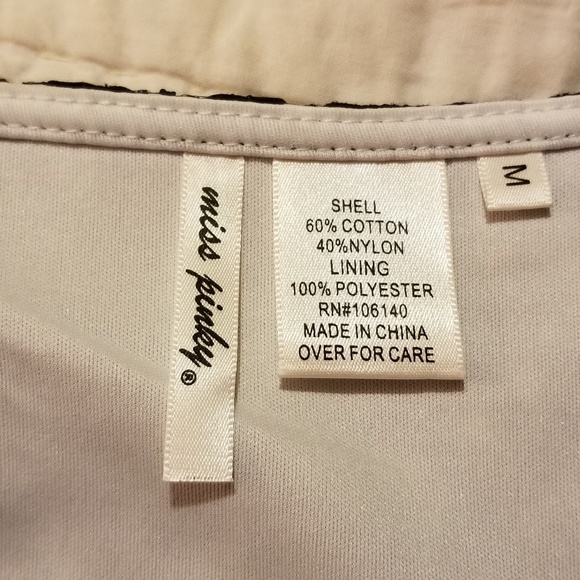 miss pinky®
SHELL
60% COTTON
40%NYLON
LINING
100% POLYESTER
RN#106140
MADE IN CHINA
OVER FOR CARE
M